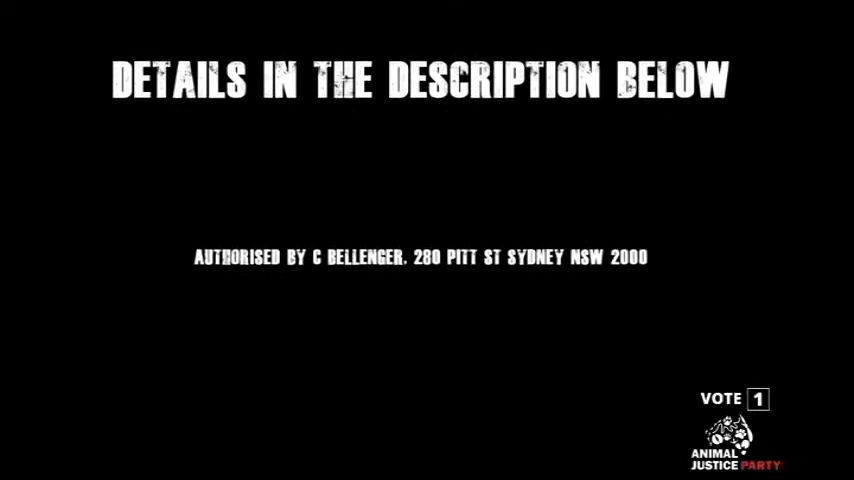 DETAILS IN THE DESCRIPTION BELOW
AUTHORISED BY C BELLENGER, 280 PITT ST SYDNEY NSW 2000
VOTE 1
ANIMAL
JUSTICE PARTY